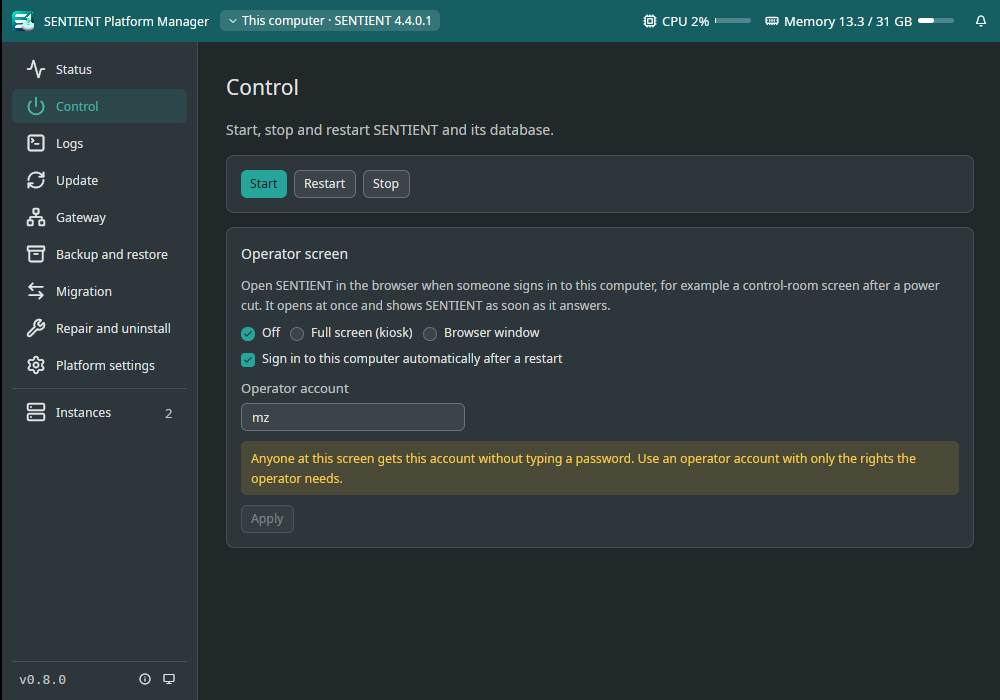 SENTIENT Platform Manager
This computer · SENTIENT 4.4.0.1
CPU 2%
Memory 13.3 / 31 GB
Status
Control
Logs
Update
Gateway
Backup and restore
Migration
Repair and uninstall
Platform settings
Instances 2
v0.8.0
Control
Start, stop and restart SENTIENT and its database.
Start Restart Stop
Operator screen
Open SENTIENT in the browser when someone signs in to this computer, for example a control-room screen after a power
cut. It opens at once and shows SENTIENT as soon as it answers.
Off Full screen (kiosk) Browser window
Sign in to this computer automatically after a restart
Operator account
mz
Anyone at this screen gets this account without typing a password. Use an operator account with only the rights the
operator needs.
Apply